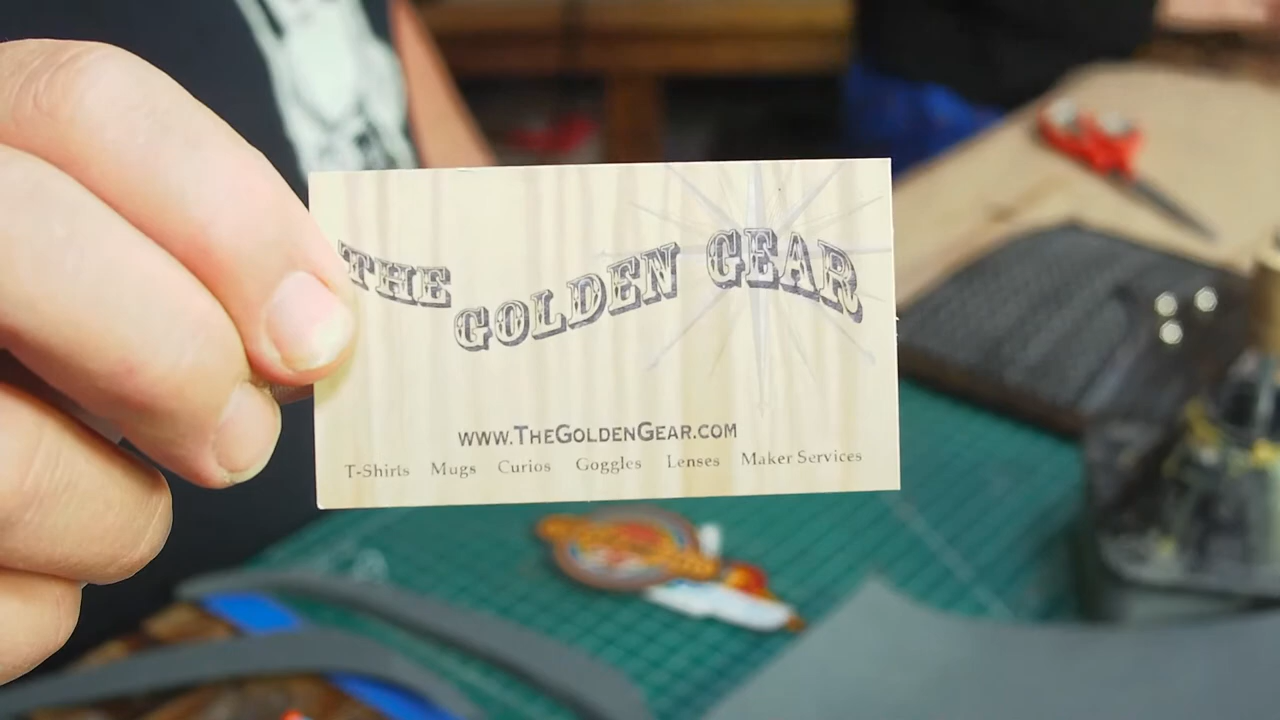 THE GOLDEN GEAR
WWW.THEGOLDENGEAR.COM
T-Shirts Mugs Curios Goggles Lenses Maker Services